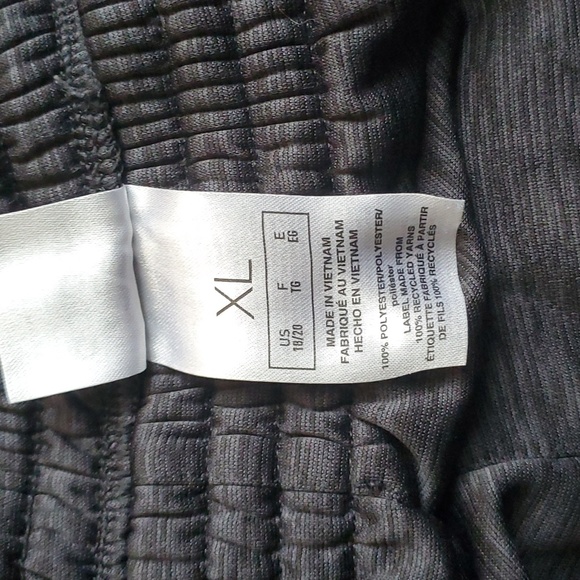 XL
US F E
18/20 TG EG
MADE IN VIETNAM
FABRIQUÉ AU VIETNAM
HECHO EN VIETNAM
100% POLYESTER/POLYESTER/
poliéster
LABEL MADE FROM
100% RECYCLED YARNS
ÉTIQUETTE FABRIQUÉ À PARTIR
DE FILS 100% RECYCLÉS